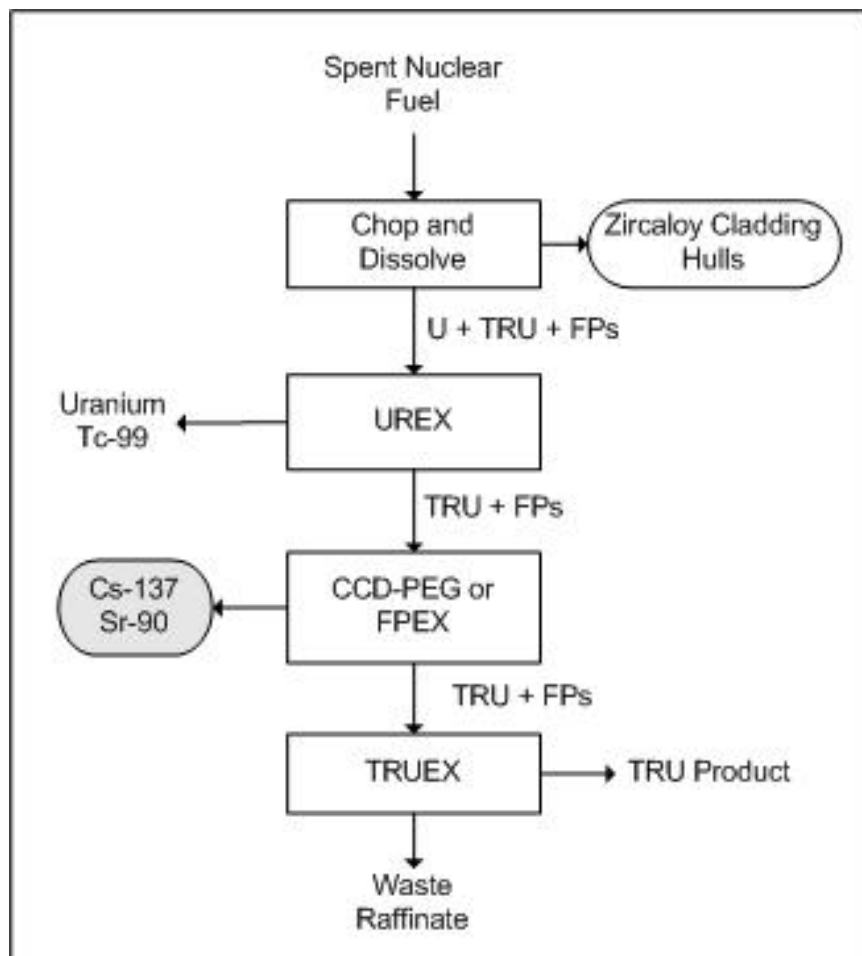 Spent Nuclear
Fuel
Chop and
Dissolve
Zircaloy Cladding
Hulls
U + TRU + FPs
Uranium
Tc-99
UREX
TRU + FPs
Cs-137
Sr-90
CCD-PEG or
FPEX
TRU + FPs
TRUEX
TRU Product
Waste
Raffinate